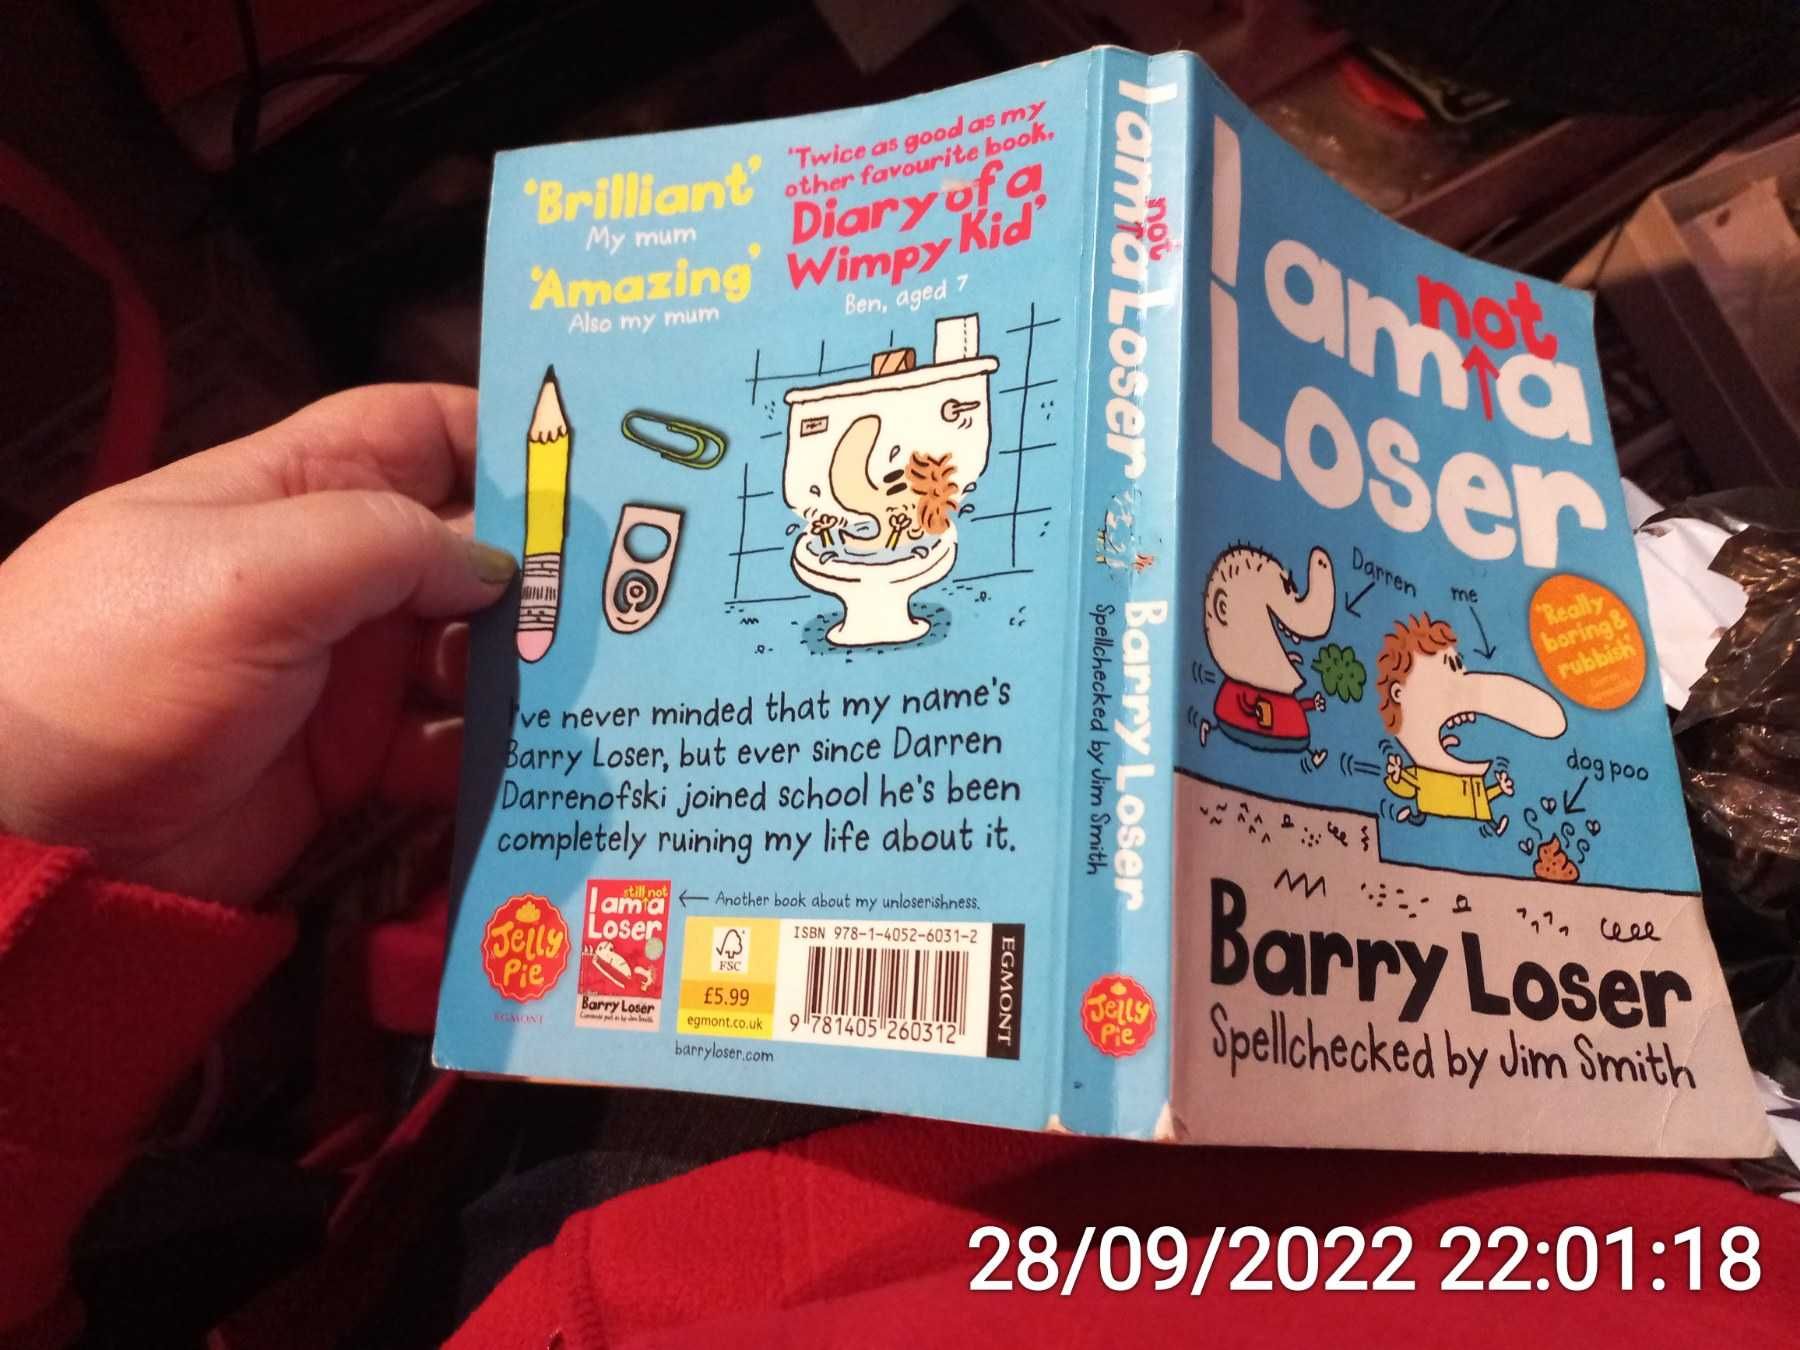 'Brilliant'
My mum
'Amazing'
Also my mum
'Twice as good as my
other favourite book,
Diary of a
Wimpy Kid'
Ben, aged 7
I've never minded that my name's
Barry Loser, but ever since Darren
Darrenofski joined school he's been
completely ruining my life about it.
Jelly
Pie
EGMONT
still not
I am a
Loser
Barry Loser
Another book about my unloserishness.
FSC
£5.99
egmont.co.uk
ISBN 978-1-4052-6031-2
9 781405 260312
EGMONT
barryloser.com
I am not a Loser
Barry Loser
Spellchecked by Jim Smith
Jelly
Pie
not
I am a
Loser
Darren
me
'Really
boring &
rubbish'
dog poo
Barry Loser
Spellchecked by Jim Smith
28/09/2022 22:01:18